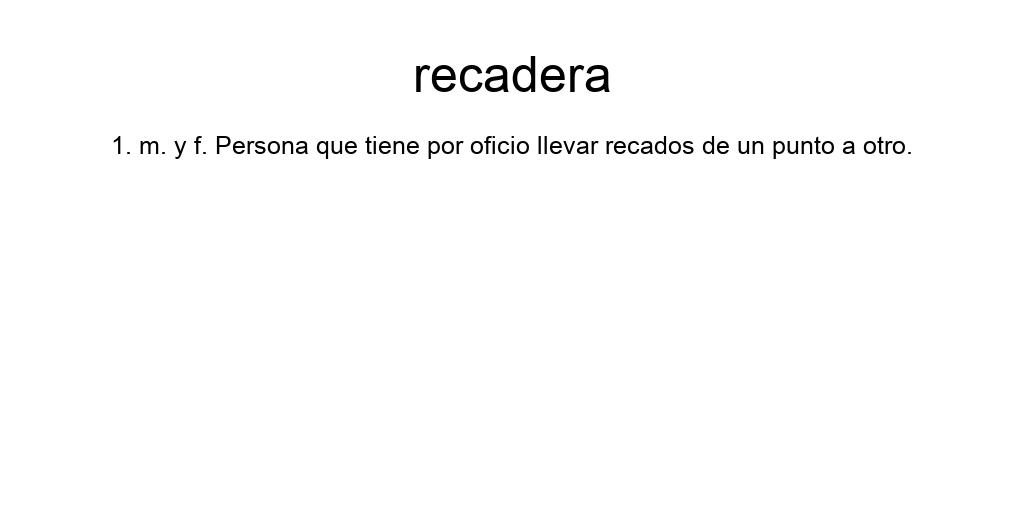 recadera
1. m. y f. Persona que tiene por oficio llevar recados de un punto a otro.